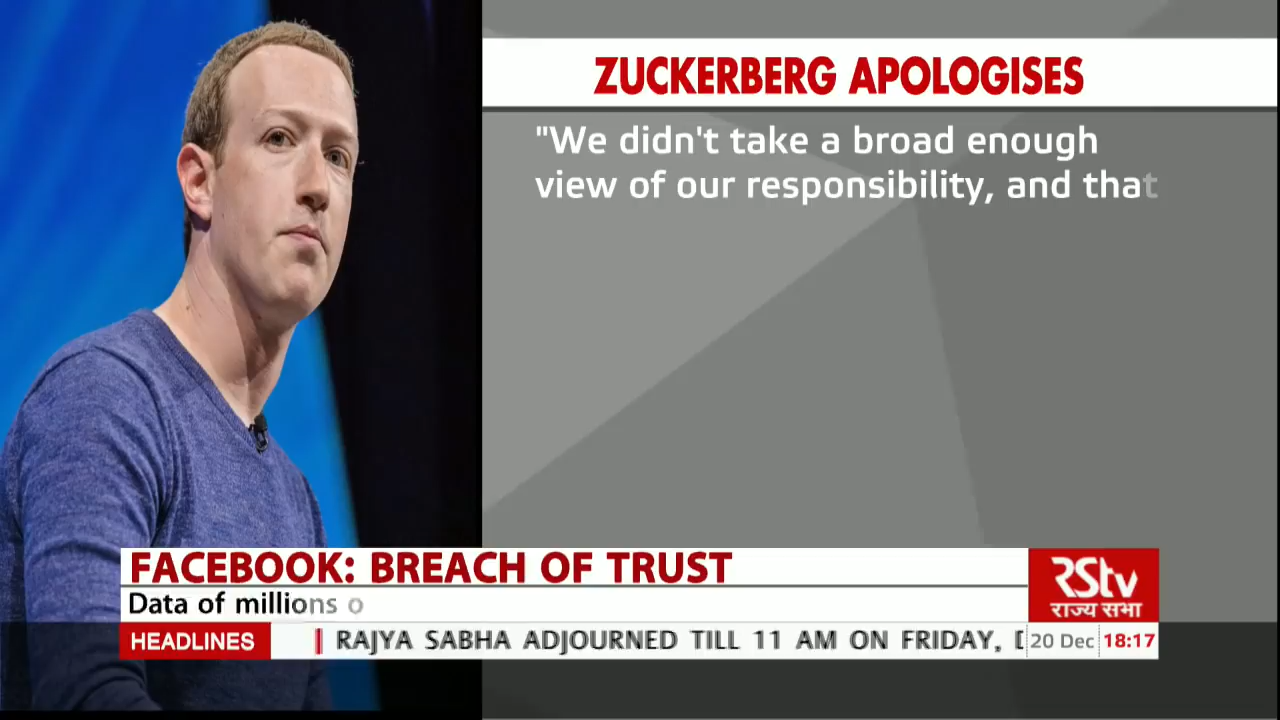 ZUCKERBERG APOLOGISES
"We didn't take a broad enough
view of our responsibility, and that
FACEBOOK: BREACH OF TRUST
Data of millions o
RSTV
राज्य सभा
HEADLINES
RAJYA SABHA ADJOURNED TILL 11 AM ON FRIDAY,
20 Dec 18:17